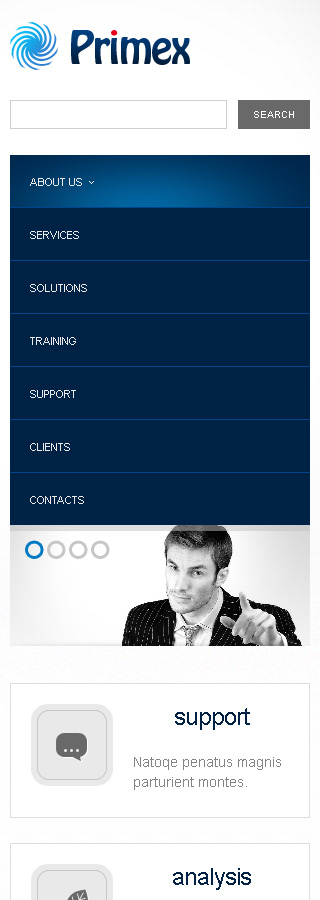 Primex
SEARCH
ABOUT US
SERVICES
SOLUTIONS
TRAINING
SUPPORT
CLIENTS
CONTACTS
support
Natoqe penatus magnis
parturient montes.
analysis